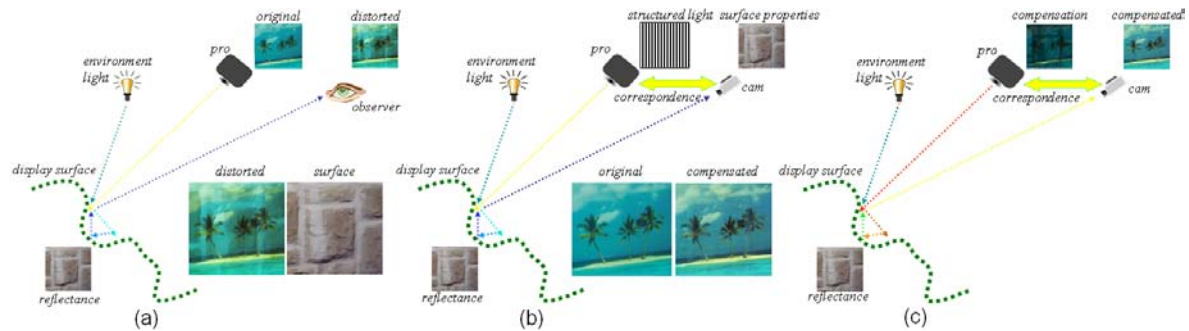 original
distorted
pro
environment
light
observer
display surface
distorted
surface
reflectance
(a)
structured light
surface properties
pro
environment
light
cam
correspondence
display surface
original
compensated
reflectance
(b)
compensation
compensated
pro
environment
light
cam
correspondence
display surface
reflectance
(c)